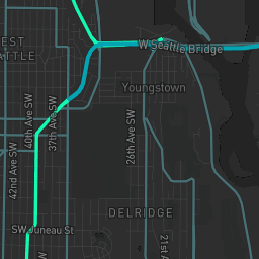 W Seattle Bridge
EST
ATTLE
Youngstown
40th Ave SW
37th Ave SW
26th Ave SW
42nd Ave SW
DELRIDGE
SW Juneau St
W
21st A